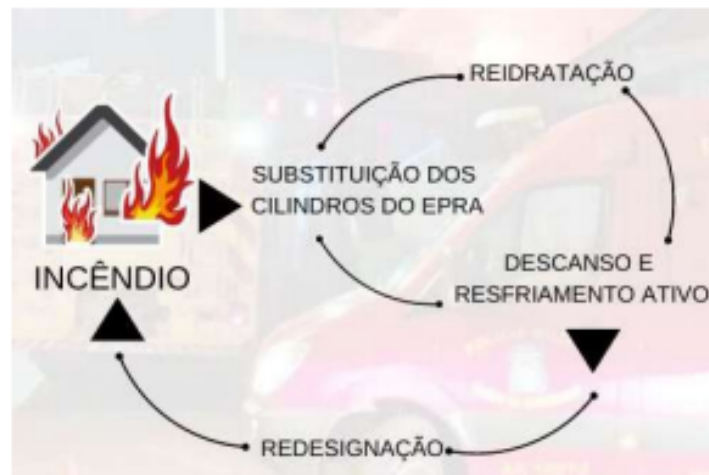 REIDRATAÇÃO
SUBSTITUIÇÃO DOS
CILINDROS DO EPRA
INCÊNDIO
DESCANSO E
RESFRIAMENTO ATIVO
REDESIGNAÇÃO